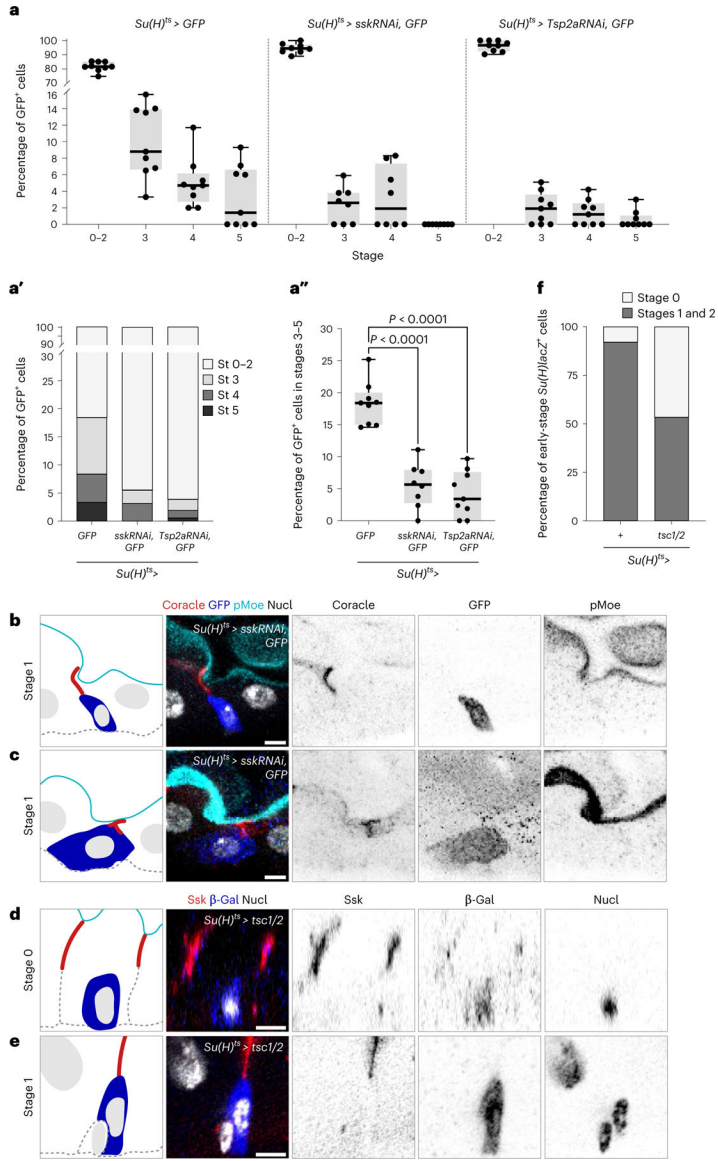 a
Su(H)ts > GFP
Su(H)ts > sskRNAi, GFP
Su(H)ts > Tsp2aRNAi, GFP
Percentage of GFP+ cells
100
90
80
70
16
14
12
10
8
6
4
2
0
0–2 3 4 5 0–2 3 4 5 0–2 3 4 5
Stage
a′
Percentage of GFP+ cells
100
90
30
25
20
15
10
5
0
St 0–2
St 3
St 4
St 5
GFP
sskRNAi, GFP
Tsp2aRNAi, GFP
Su(H)ts>
a″
Percentage of GFP+ cells in stages 3–5
P < 0.0001
P < 0.0001
30
25
20
15
10
5
0
GFP
sskRNAi, GFP
Tsp2aRNAi, GFP
Su(H)ts>
f
Stage 0
Stages 1 and 2
Percentage of early-stage Su(H)lacZ+ cells
100
75
50
25
0
+ tsc1/2
Su(H)ts>
Coracle GFP pMoe Nucl
Coracle
GFP
pMoe
b
Stage 1
Su(H)ts > sskRNAi,
GFP
c
Stage 1
Su(H)ts > sskRNAi,
GFP
Ssk β-Gal Nucl
Ssk
β-Gal
Nucl
d
Stage 0
Su(H)ts > tsc1/2
e
Stage 1
Su(H)ts > tsc1/2